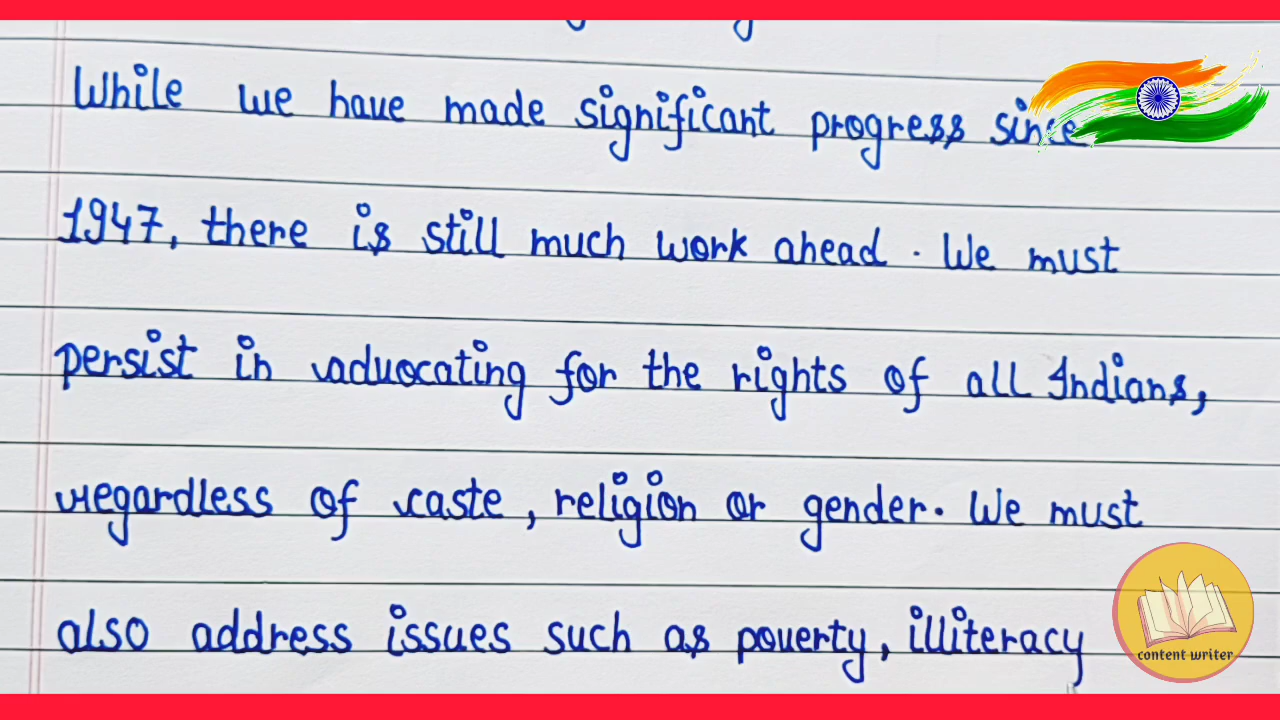 While we have made significant progress since
1947, there is still much work ahead. We must
persist in advocating for the rights of all Indians,
regardless of caste, religion or gender. We must
also address issues such as poverty, illiteracy
content writer